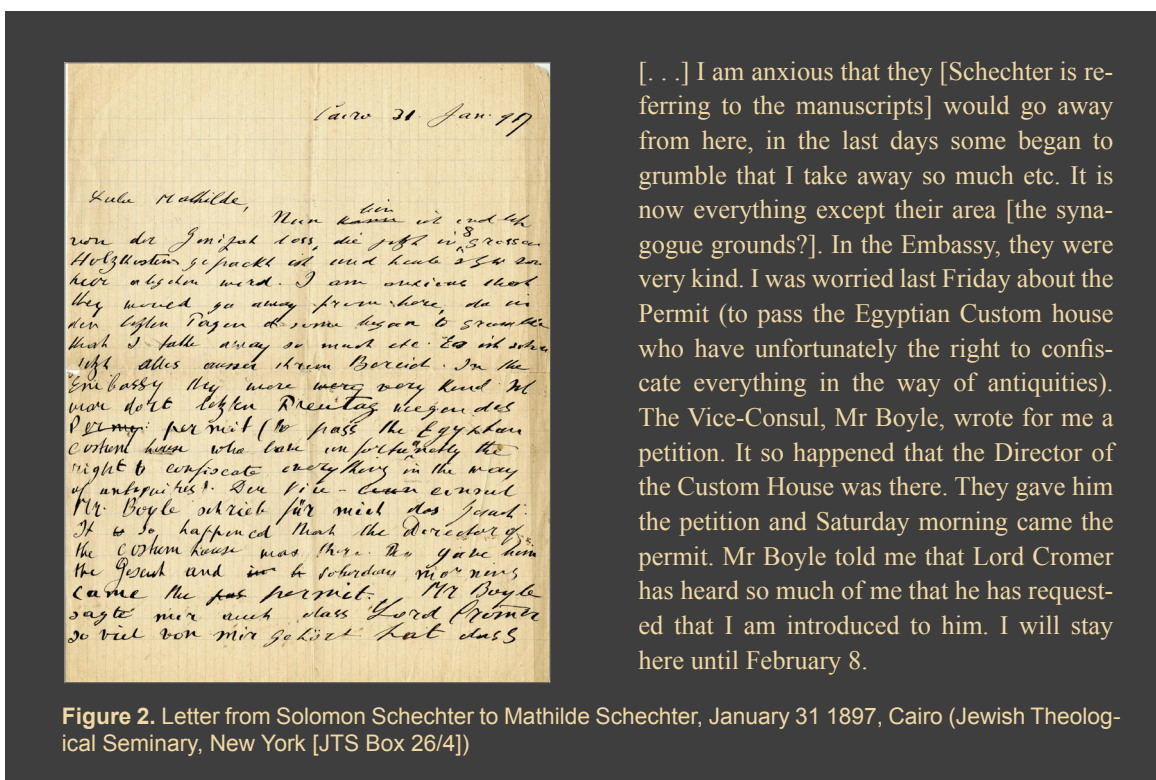 Cairo 31 Jan. 97
Liebe Mathilde,
Nun bin ich endlich
von der Genizah los, die jetzt in 8 grossen
Holzkisten gepackt ist und heute
hier abgehen wird. I am anxious that
they would go away from here, da in
den letzten Tagen some began to grumble
that I take away so much etc. Es ist schon
jetzt alles ausser ihrem Bereich. In the
Embassy they were very kind. Ich
war dort letzten Freitag wegen des
permit (to pass the Egyptian
costum house who have unfortunately the
right to confiscate everything in the way
of antiquities). Der Vice-consul
Mr. Boyle schrieb für mich das Gesuch.
It so happened that the Director of
the costum house was there. They gave him
the Gesuch and saturday morning
came the permit. Mr Boyle
sagte mir auch dass Lord Cromer
so viel von mir gehört hat dass
[. . .] I am anxious that they [Schechter is re-
ferring to the manuscripts] would go away
from here, in the last days some began to
grumble that I take away so much etc. It is
now everything except their area [the syna-
gogue grounds?]. In the Embassy, they were
very kind. I was worried last Friday about the
Permit (to pass the Egyptian Custom house
who have unfortunately the right to confis-
cate everything in the way of antiquities).
The Vice-Consul, Mr Boyle, wrote for me a
petition. It so happened that the Director of
the Custom House was there. They gave him
the petition and Saturday morning came the
permit. Mr Boyle told me that Lord Cromer
has heard so much of me that he has request-
ed that I am introduced to him. I will stay
here until February 8.
Figure 2. Letter from Solomon Schechter to Mathilde Schechter, January 31 1897, Cairo (Jewish Theolog-
ical Seminary, New York [JTS Box 26/4])